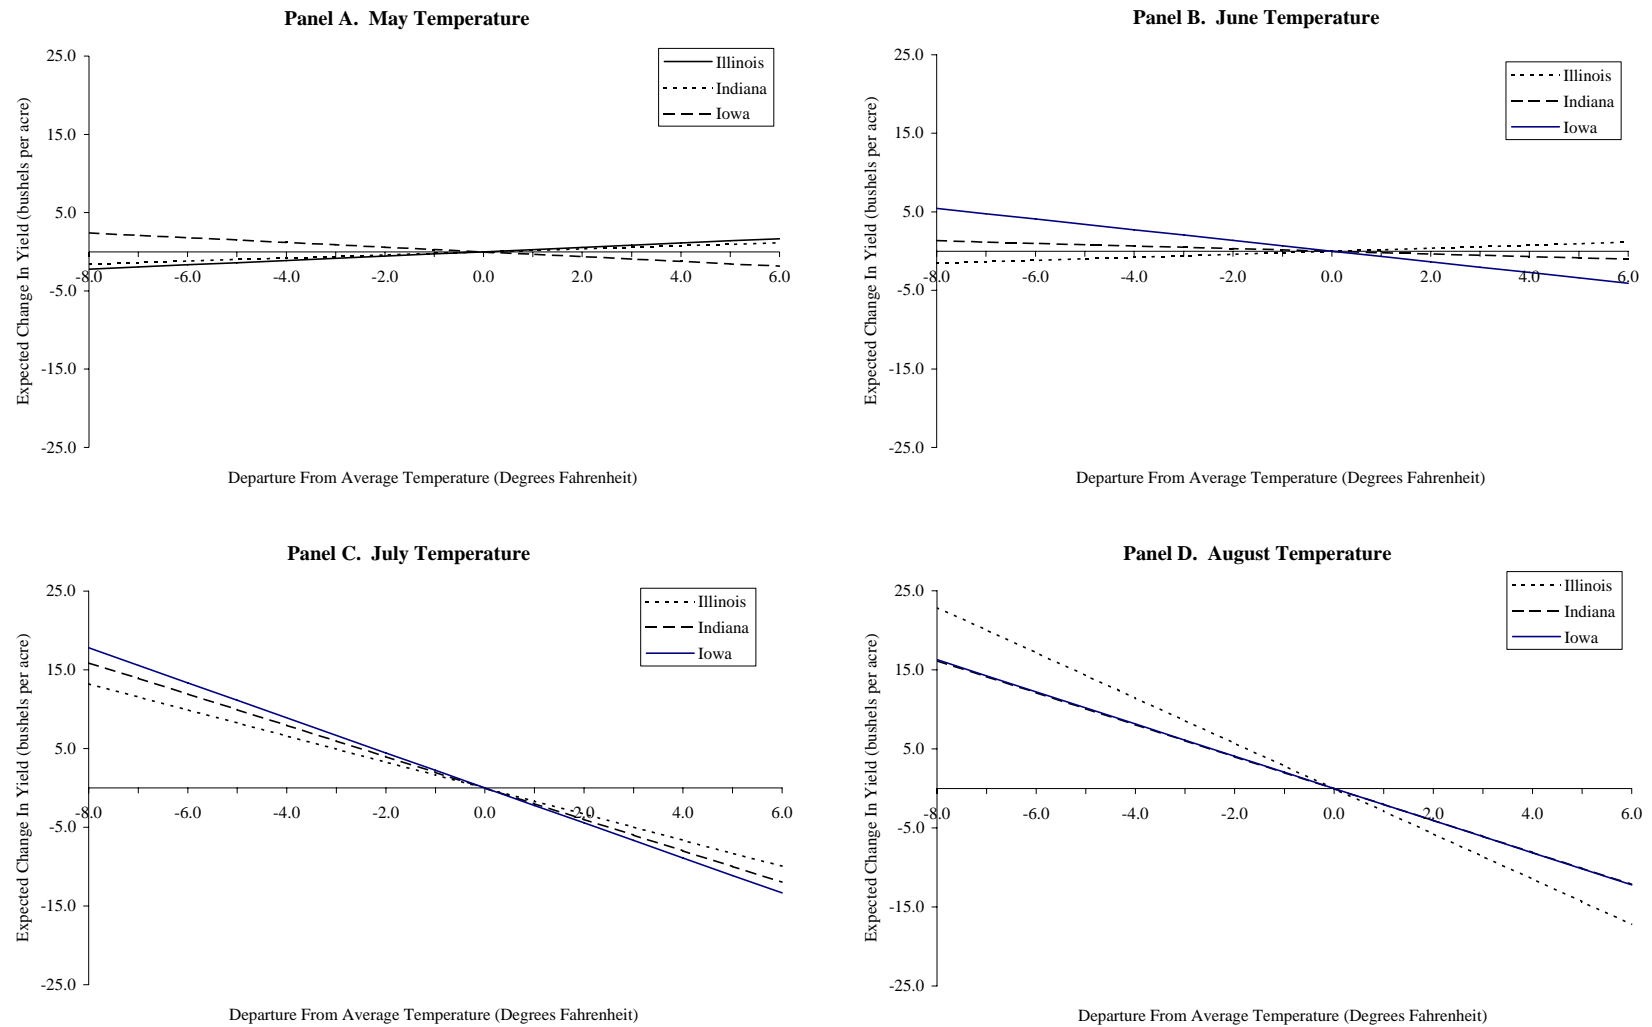 Panel A. May Temperature
25.0
15.0
5.0
-5.0
-15.0
-25.0
-8.0 -6.0 -4.0 -2.0 0.0 2.0 4.0 6.0
Expected Change In Yield (bushels per acre)
Departure From Average Temperature (Degrees Fahrenheit)
Illinois
Indiana
Iowa
Panel B. June Temperature
25.0
15.0
5.0
-5.0
-15.0
-25.0
-8.0 -6.0 -4.0 -2.0 0.0 2.0 4.0 6.0
Expected Change In Yield (bushels per acre)
Departure From Average Temperature (Degrees Fahrenheit)
Illinois
Indiana
Iowa
Panel C. July Temperature
25.0
15.0
5.0
-5.0
-15.0
-25.0
-8.0 -6.0 -4.0 -2.0 0.0 2.0 4.0 6.0
Expected Change In Yield (bushels per acre)
Departure From Average Temperature (Degrees Fahrenheit)
Illinois
Indiana
Iowa
Panel D. August Temperature
25.0
15.0
5.0
-5.0
-15.0
-25.0
-8.0 -6.0 -4.0 -2.0 0.0 2.0 4.0 6.0
Expected Change In Yield (bushels per acre)
Departure From Average Temperature (Degrees Fahrenheit)
Illinois
Indiana
Iowa